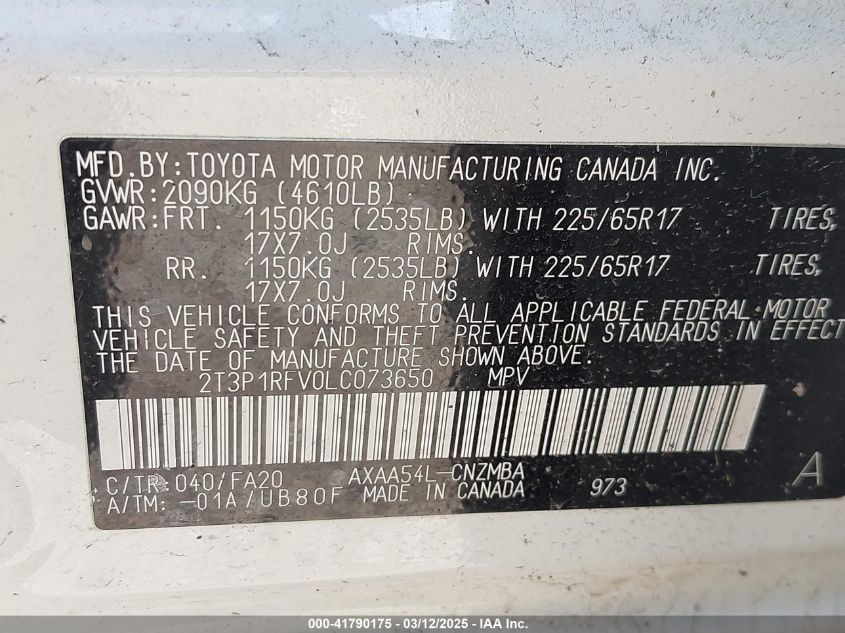 MFD.BY:TOYOTA MOTOR MANUFACTURING CANADA INC.
GVWR:2090KG (4610LB)
GAWR:FRT. 1150KG (2535LB) WITH 225/65R17 TIRES,
17X7.0J RIMS.
RR. 1150KG (2535LB) WITH 225/65R17 TIRES,
17X7.0J RIMS.
THIS VEHICLE CONFORMS TO ALL APPLICABLE FEDERAL MOTOR
VEHICLE SAFETY AND THEFT PREVENTION STANDARDS IN EFFECT
THE DATE OF MANUFACTURE SHOWN ABOVE.
2T3P1RFV0LC073650 MPV
C/TR:040/FA20 AXAA54L-CNZMBA
A/TM:-01A/UB80F MADE IN CANADA 973 A
000-41790175 - 03/12/2025 - IAA Inc.